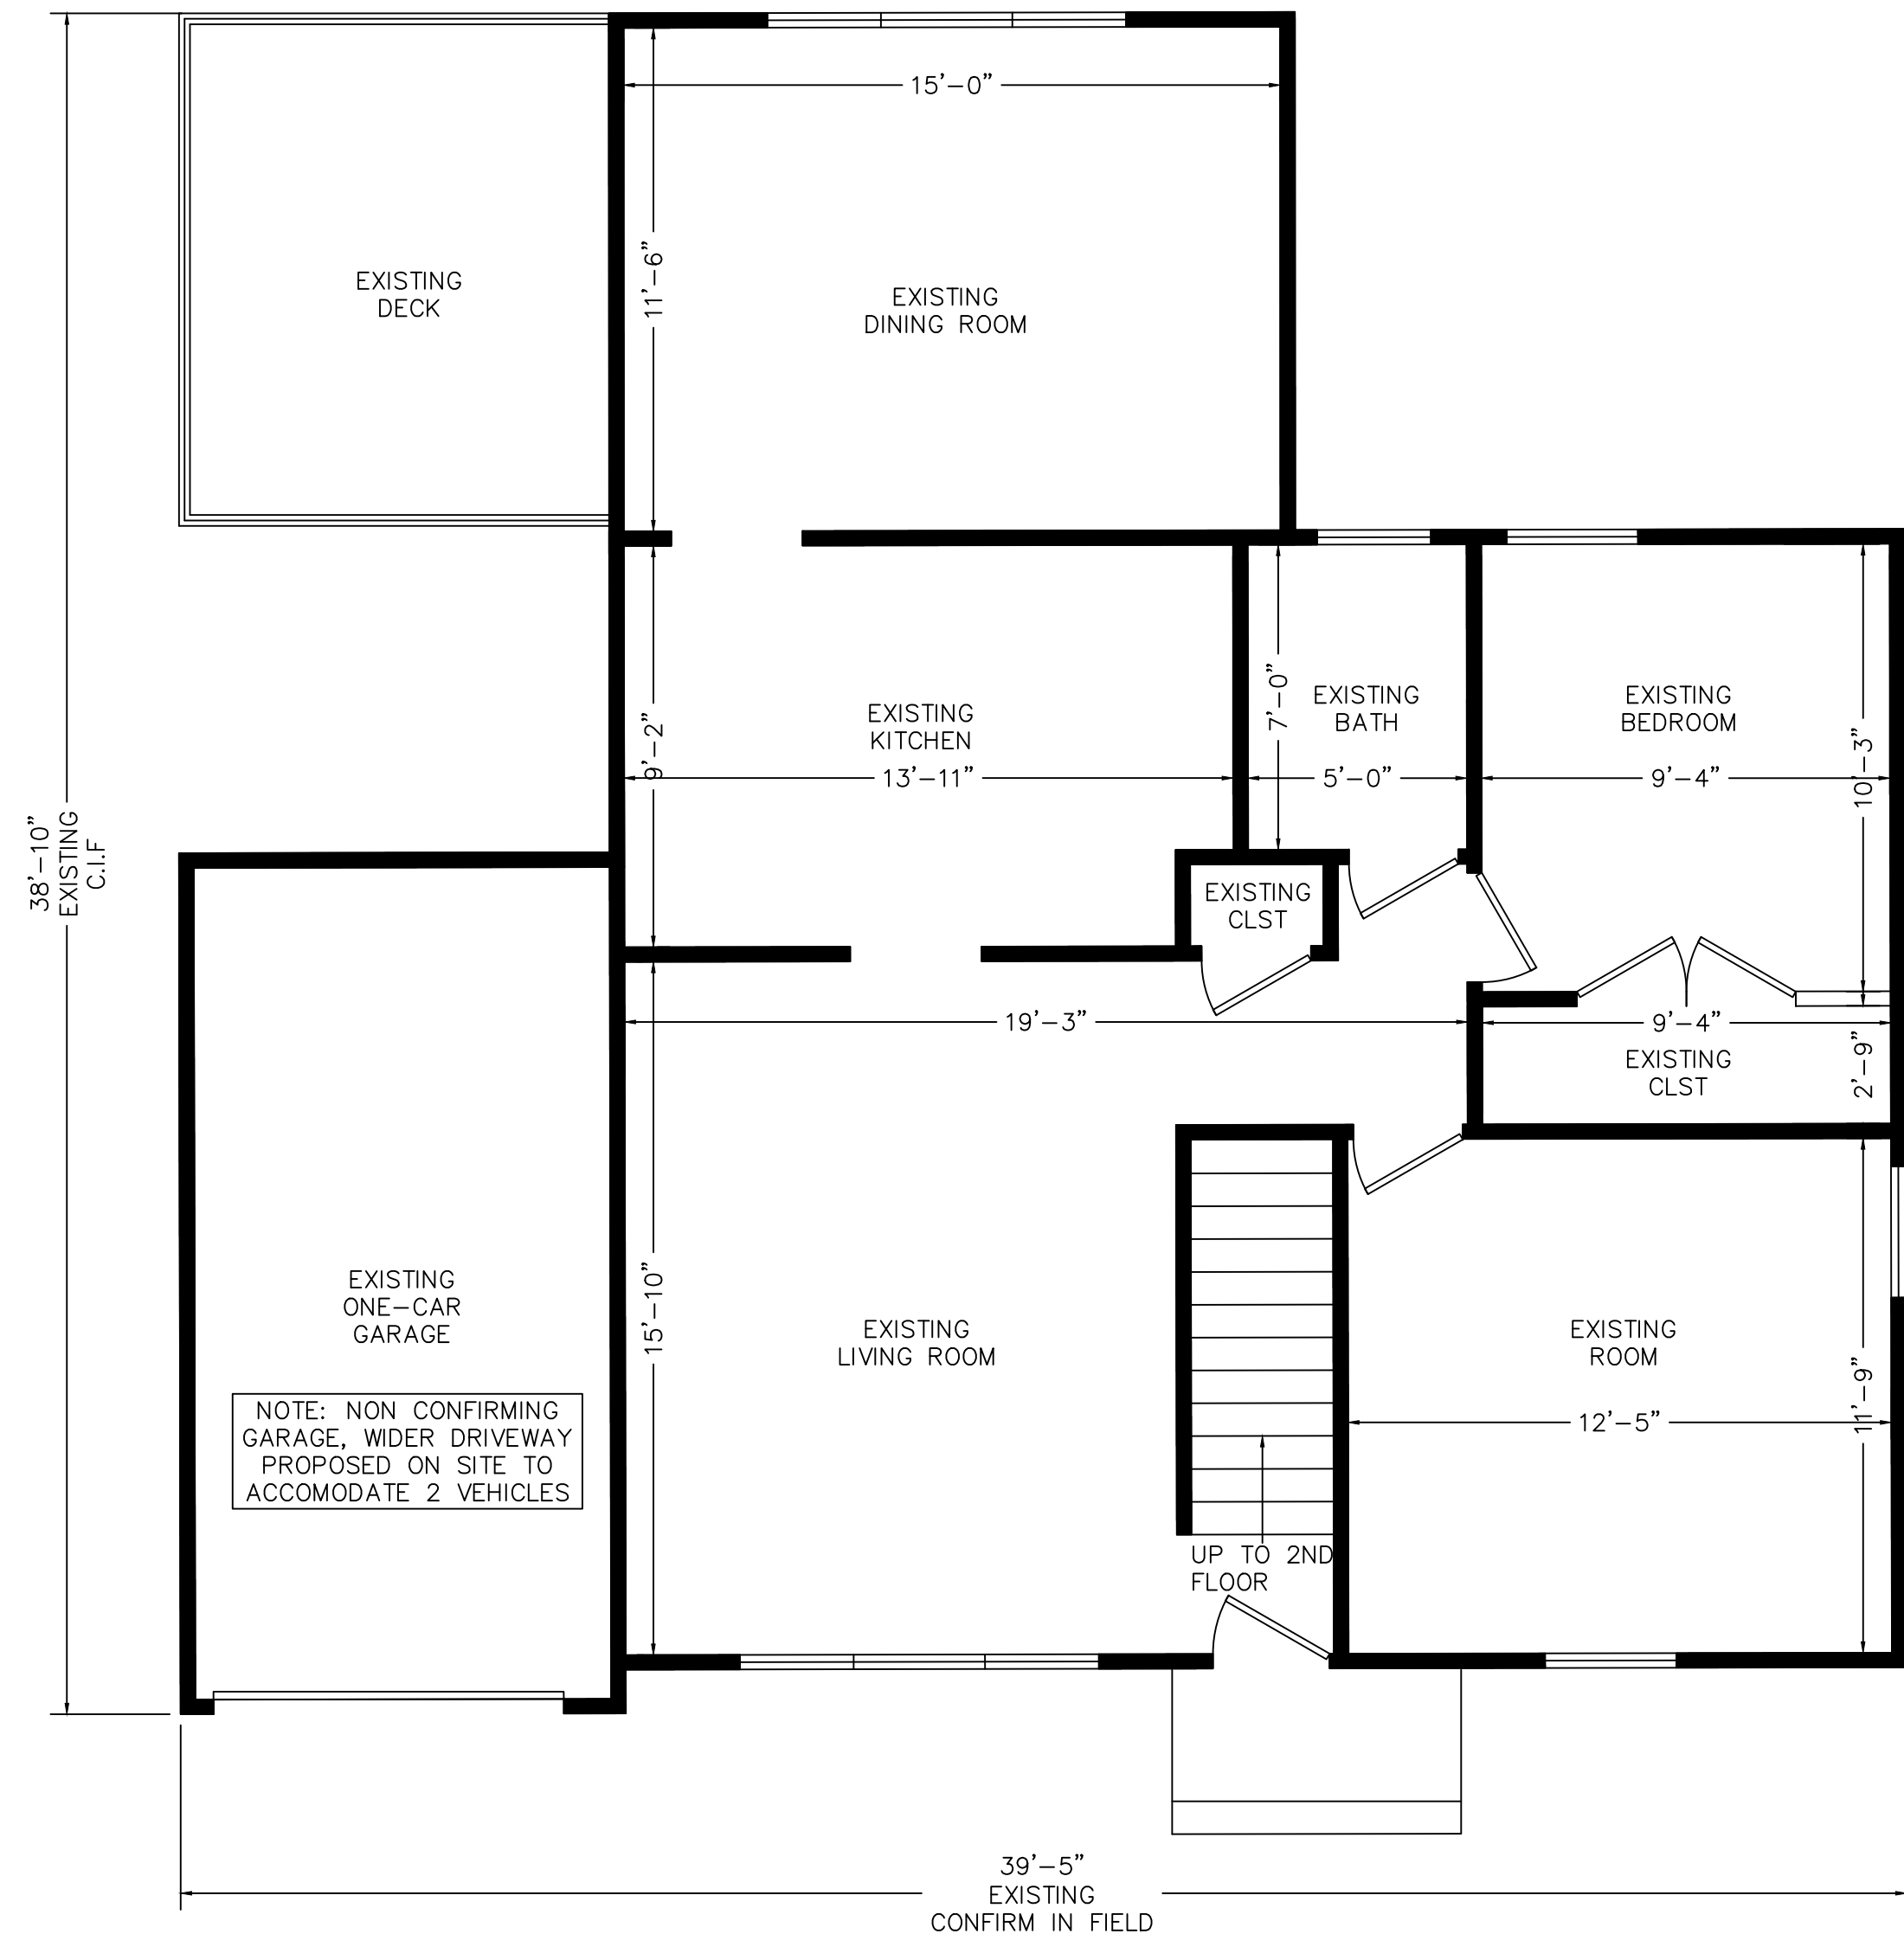 15'-0"
11'-6"
EXISTING
DECK
EXISTING
DINING ROOM
EXISTING
KITCHEN
9'-2"
13'-11"
7'-0"
EXISTING
BATH
5'-0"
EXISTING
BEDROOM
9'-4"
10'-3"
38'-10"
EXISTING
C.I.F
EXISTING
CLST
19'-3"
9'-4"
EXISTING
CLST
2'-9"
EXISTING
ONE-CAR
GARAGE
NOTE: NON CONFIRMING
GARAGE, WIDER DRIVEWAY
PROPOSED ON SITE TO
ACCOMODATE 2 VEHICLES
15'-10"
EXISTING
LIVING ROOM
EXISTING
ROOM
12'-5"
11'-9"
UP TO 2ND
FLOOR
39'-5"
EXISTING
CONFIRM IN FIELD